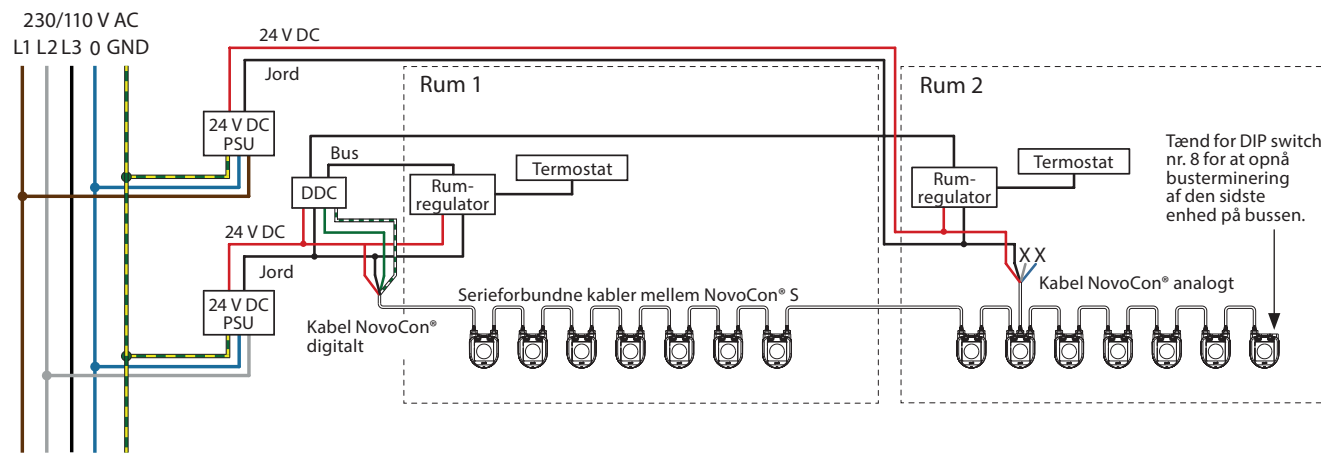 230/110 V AC
L1 L2 L3 0 GND
24 V DC
Jord
Rum 1
Rum 2
24 V DC
PSU
Bus
DDC
Rum-
regulator
Termostat
Rum-
regulator
Termostat
Tænd for DIP switch
nr. 8 for at opnå
busterminering
af den sidste
enhed på bussen.
24 V DC
Jord
24 V DC
PSU
X X
Kabel NovoCon® analogt
Serieforbundne kabler mellem NovoCon® S
Kabel NovoCon®
digitalt